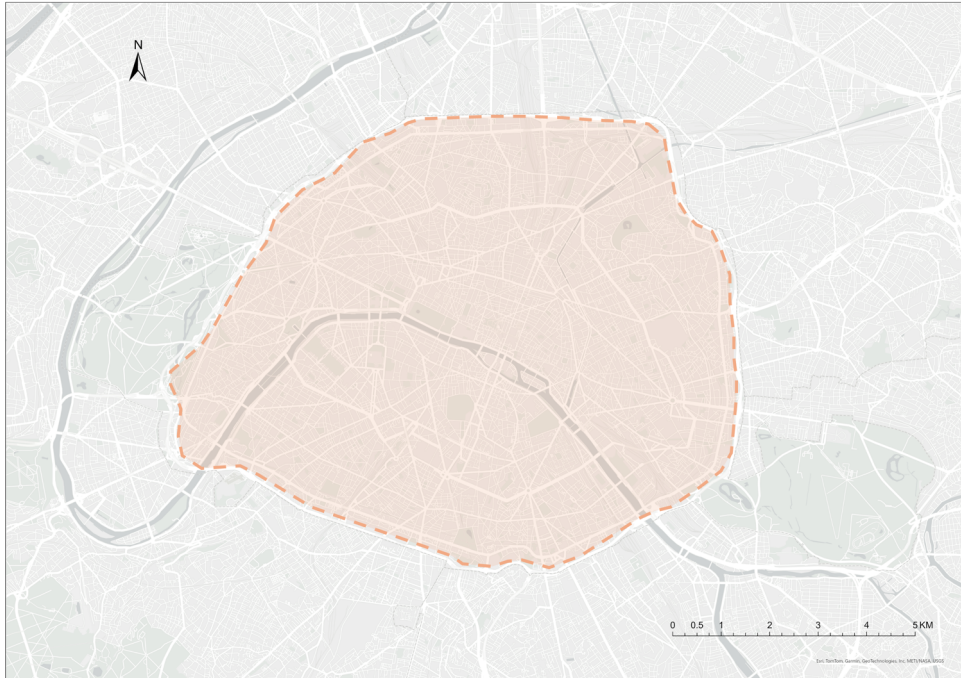 N
0 0.5 1 2 3 4 5 KM
Esri, TomTom, Garmin, GeoTechnologies, Inc, METI/NASA, USGS